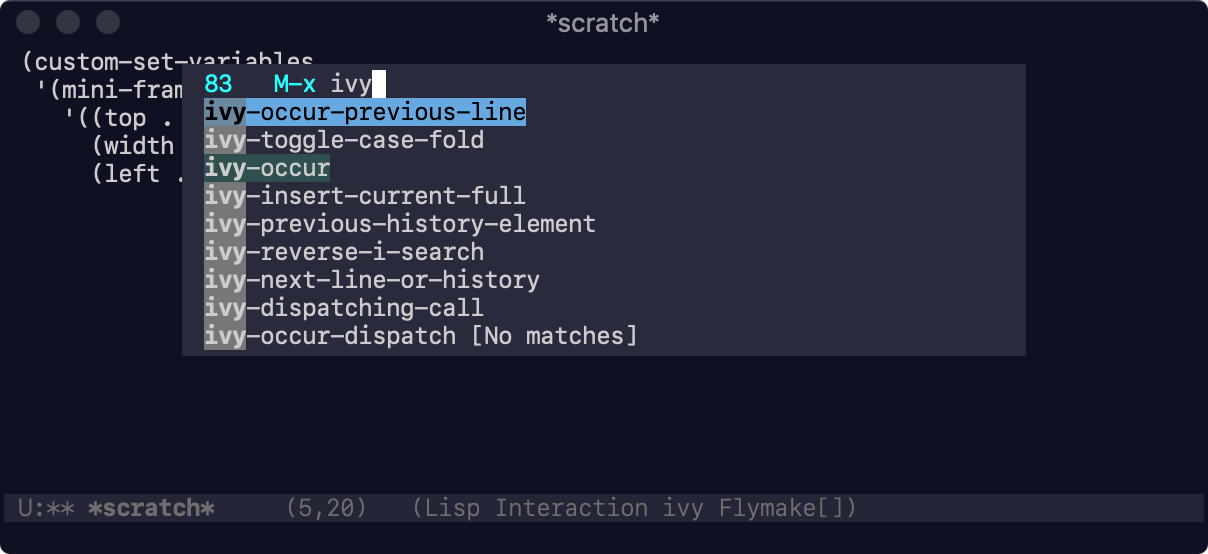 *scratch*
(custom-set-variables
'(mini-fram
'((top .
(width
(left .
83 M-x ivy
ivy-occur-previous-line
ivy-toggle-case-fold
ivy-occur
ivy-insert-current-full
ivy-previous-history-element
ivy-reverse-i-search
ivy-next-line-or-history
ivy-dispatching-call
ivy-occur-dispatch [No matches]
U:** *scratch* (5,20) (Lisp Interaction ivy Flymake[])